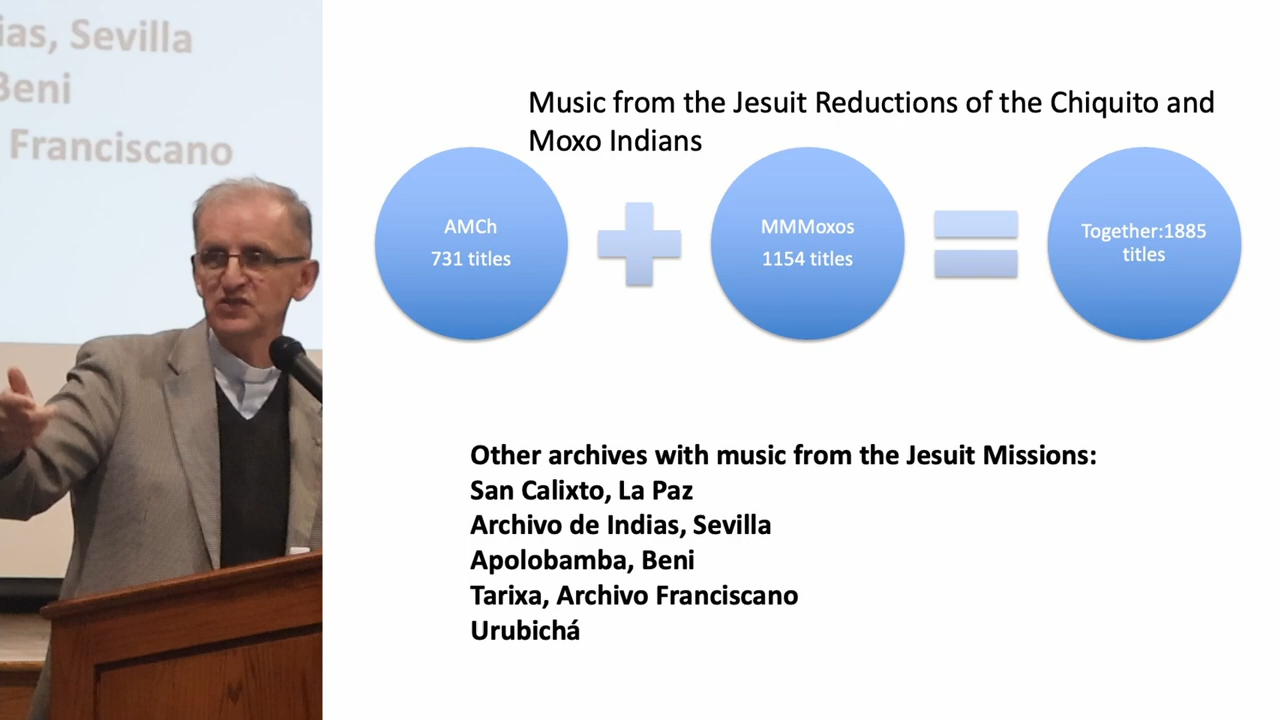 ias, Sevilla
Beni
Franciscano
Music from the Jesuit Reductions of the Chiquito and
Moxo Indians
AMCh
731 titles
MMMoxos
1154 titles
Together:1885
titles
Other archives with music from the Jesuit Missions:
San Calixto, La Paz
Archivo de Indias, Sevilla
Apolobamba, Beni
Tarixa, Archivo Franciscano
Urubichá